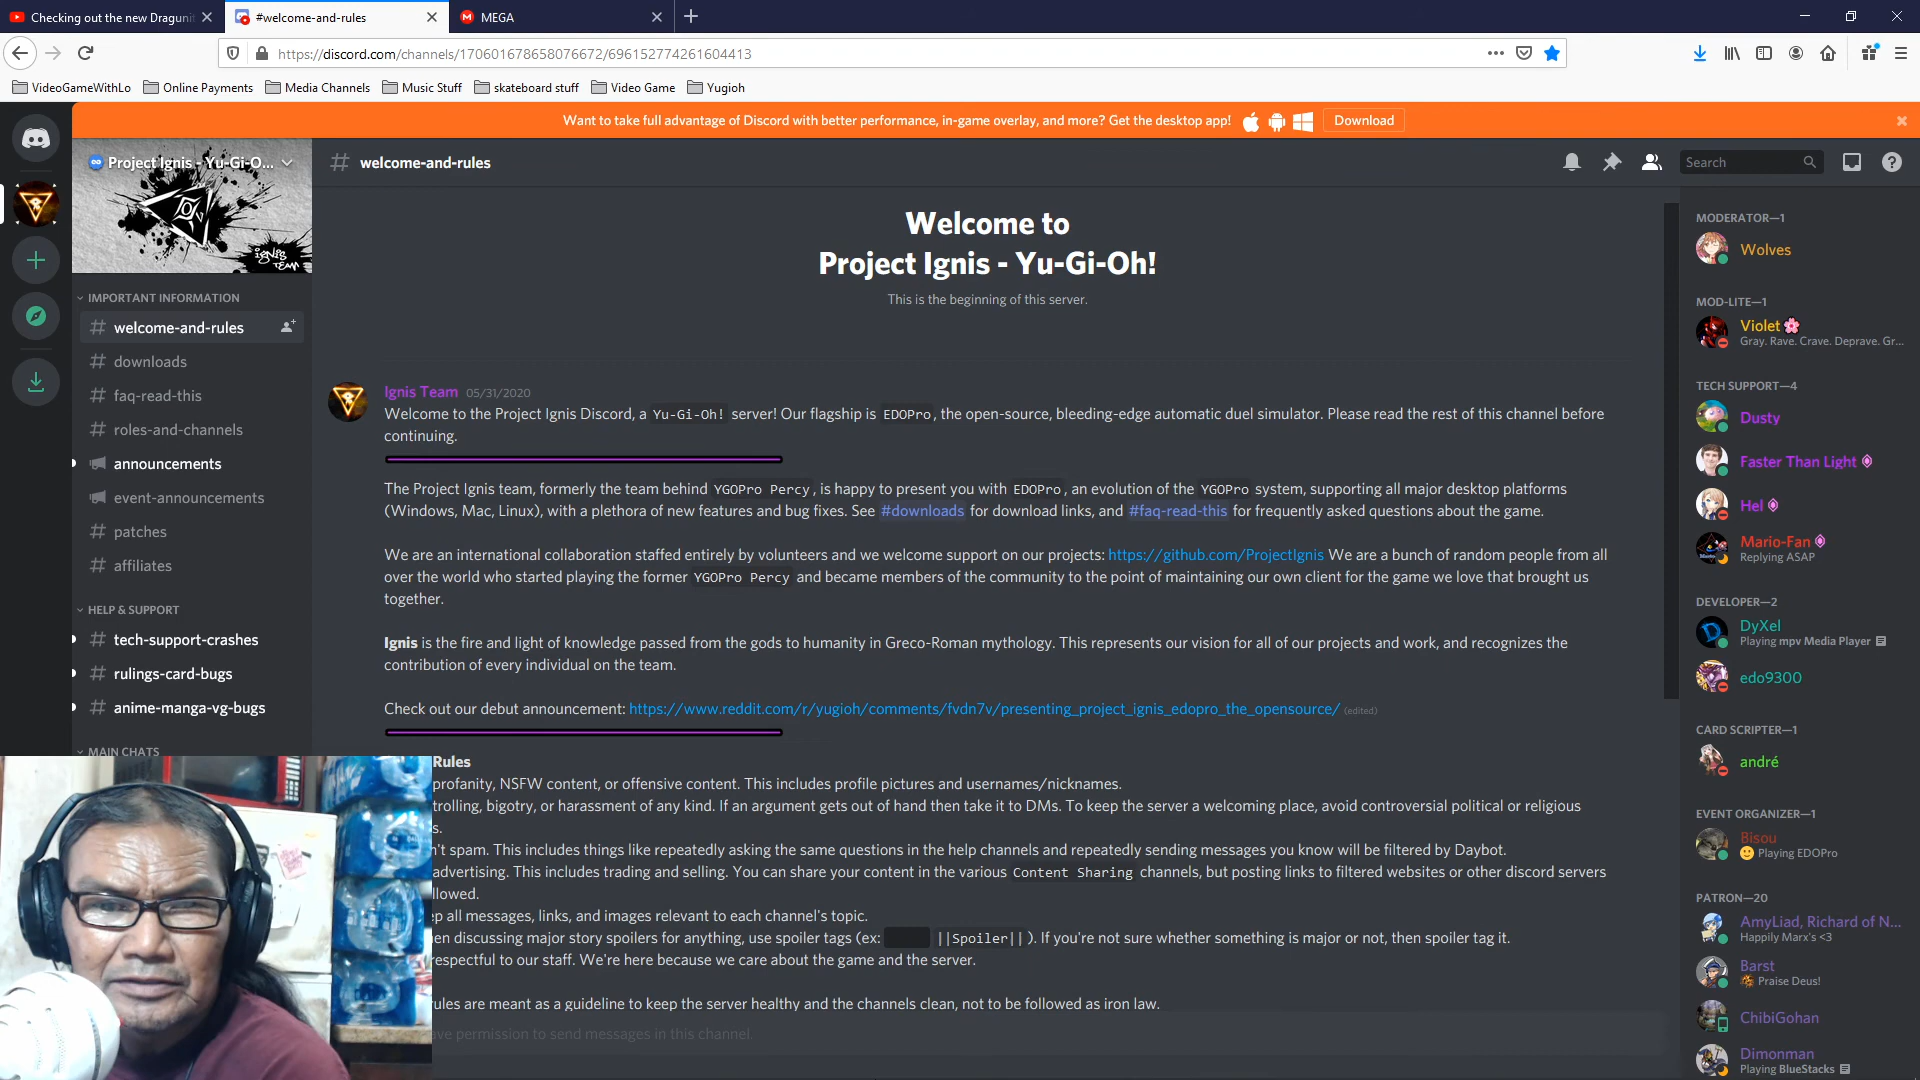 Checking out the new Draguni
#welcome-and-rules
MEGA
https://discord.com/channels/170601678658076672/696152774261604413
VideoGameWithLo
Online Payments
Media Channels
Music Stuff
skateboard stuff
Video Game
Yugioh
Want to take full advantage of Discord with better performance, in-game overlay, and more? Get the desktop app!
Download
Project Ignis - Yu-Gi-O...
welcome-and-rules
Search
IGNIS TEAM
IMPORTANT INFORMATION
welcome-and-rules
downloads
faq-read-this
roles-and-channels
announcements
event-announcements
patches
affiliates
HELP & SUPPORT
tech-support-crashes
rulings-card-bugs
anime-manga-vg-bugs
MAIN CHATS
Welcome to
Project Ignis - Yu-Gi-Oh!
This is the beginning of this server.
Ignis Team 05/31/2020
Welcome to the Project Ignis Discord, a Yu-Gi-Oh! server! Our flagship is EDOPro, the open-source, bleeding-edge automatic duel simulator. Please read the rest of this channel before
continuing.
The Project Ignis team, formerly the team behind YGOPro Percy, is happy to present you with EDOPro, an evolution of the YGOPro system, supporting all major desktop platforms
(Windows, Mac, Linux), with a plethora of new features and bug fixes. See #downloads for download links, and #faq-read-this for frequently asked questions about the game.
We are an international collaboration staffed entirely by volunteers and we welcome support on our projects: https://github.com/ProjectIgnis We are a bunch of random people from all
over the world who started playing the former YGOPro Percy and became members of the community to the point of maintaining our own client for the game we love that brought us
together.
Ignis is the fire and light of knowledge passed from the gods to humanity in Greco-Roman mythology. This represents our vision for all of our projects and work, and recognizes the
contribution of every individual on the team.
Check out our debut announcement: https://www.reddit.com/r/yugioh/comments/fvdn7v/presenting_project_ignis_edopro_the_opensource/ (edited)
Rules
profanity, NSFW content, or offensive content. This includes profile pictures and usernames/nicknames.
trolling, bigotry, or harassment of any kind. If an argument gets out of hand then take it to DMs. To keep the server a welcoming place, avoid controversial political or religious
s.
n't spam. This includes things like repeatedly asking the same questions in the help channels and repeatedly sending messages you know will be filtered by Daybot.
advertising. This includes trading and selling. You can share your content in the various Content Sharing channels, but posting links to filtered websites or other discord servers
llowed.
ep all messages, links, and images relevant to each channel's topic.
en discussing major story spoilers for anything, use spoiler tags (ex: ||Spoiler||). If you're not sure whether something is major or not, then spoiler tag it.
respectful to our staff. We're here because we care about the game and the server.
rules are meant as a guideline to keep the server healthy and the channels clean, not to be followed as iron law.
ave permission to send messages in this channel.
MODERATOR—1
Wolves
MOD-LITE—1
Violet
Gray. Rave. Crave. Deprave. Gr...
TECH SUPPORT—4
Dusty
Faster Than Light
Hel
Mario-Fan
Replying ASAP
DEVELOPER—2
DyXel
Playing mpv Media Player
edo9300
CARD SCRIPTER—1
andré
EVENT ORGANIZER—1
Bisou
Playing EDOPro
PATRON—20
AmyLiad, Richard of N...
Happily Marx's <3
Barst
Praise Deus!
ChibiGohan
Dimonman
Playing BlueStacks